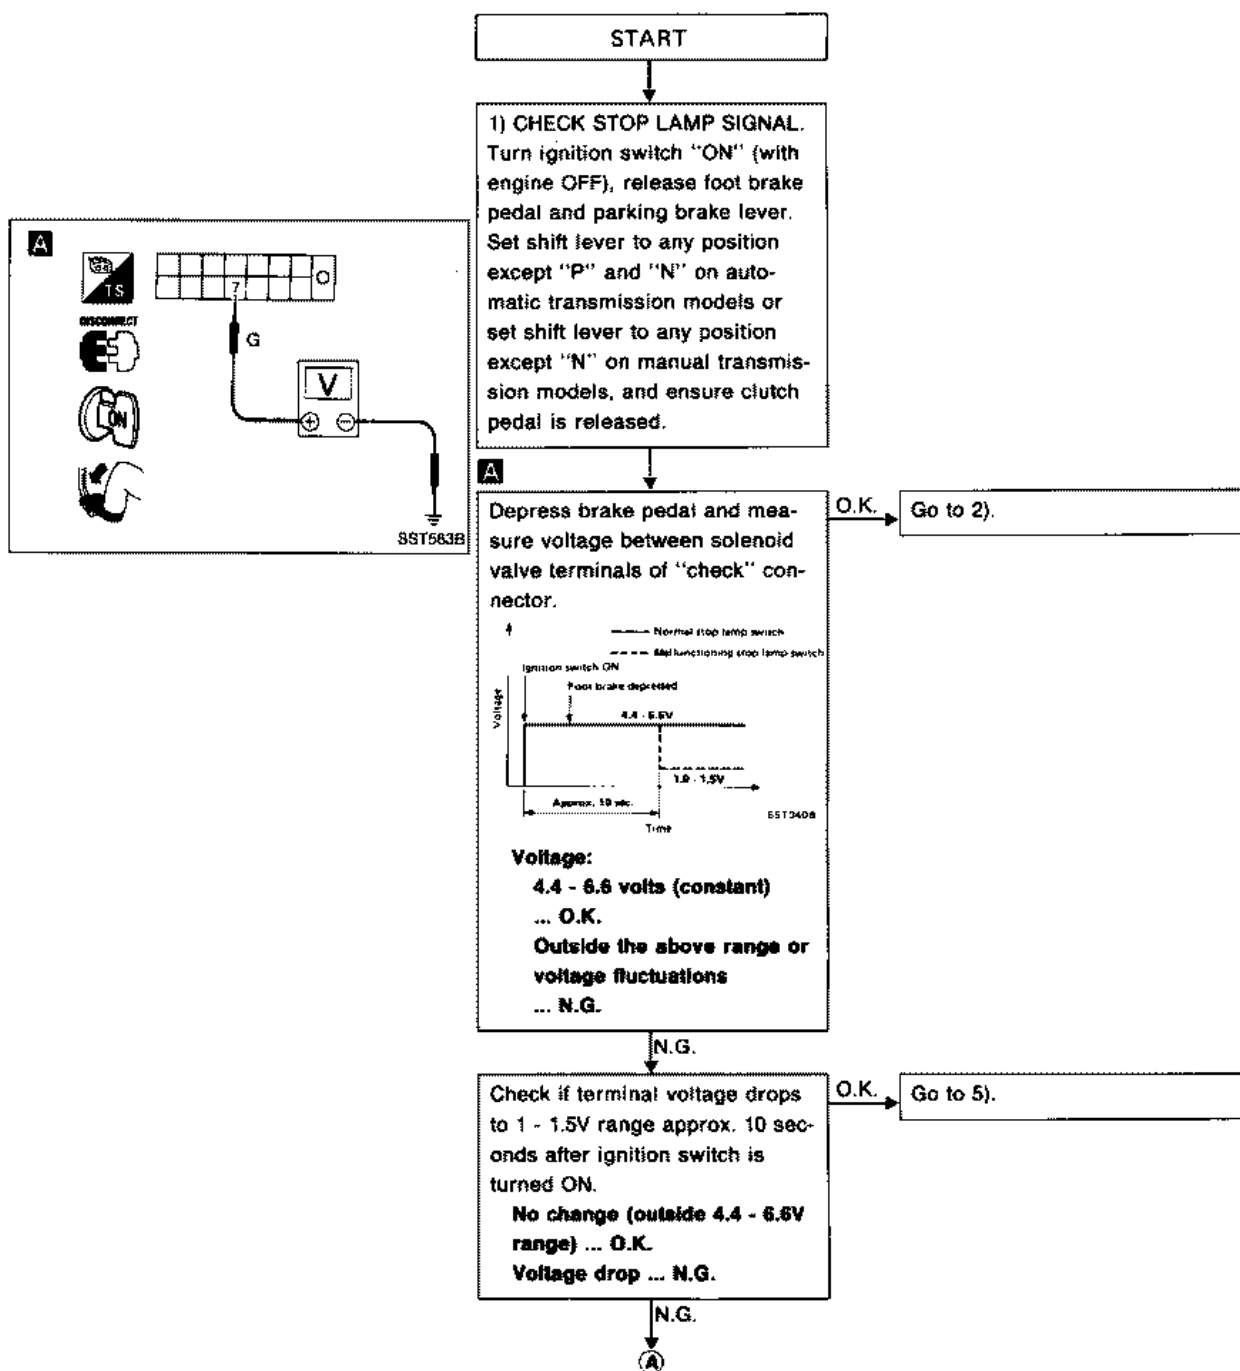 START
1) CHECK STOP LAMP SIGNAL.
Turn ignition switch "ON" (with
engine OFF), release foot brake
pedal and parking brake lever.
Set shift lever to any position
except "P" and "N" on auto-
matic transmission models or
set shift lever to any position
except "N" on manual transmis-
sion models, and ensure clutch
pedal is released.
A
TS
7
DISCONNECT
G
V
ON
SST563B
A
Depress brake pedal and mea-
sure voltage between solenoid
valve terminals of "check" con-
nector.
O.K.
Go to 2).
Normal stop lamp switch
Malfunctioning stop lamp switch
Ignition switch ON
Foot brake depressed
Voltage
4.4 - 6.6V
1.0 - 1.5V
Approx. 10 sec.
Time
SST340B
Voltage:
4.4 - 6.6 volts (constant)
... O.K.
Outside the above range or
voltage fluctuations
... N.G.
N.G.
Check if terminal voltage drops
to 1 - 1.5V range approx. 10 sec-
onds after ignition switch is
turned ON.
No change (outside 4.4 - 6.6V
range) ... O.K.
Voltage drop ... N.G.
O.K.
Go to 5).
N.G.
A